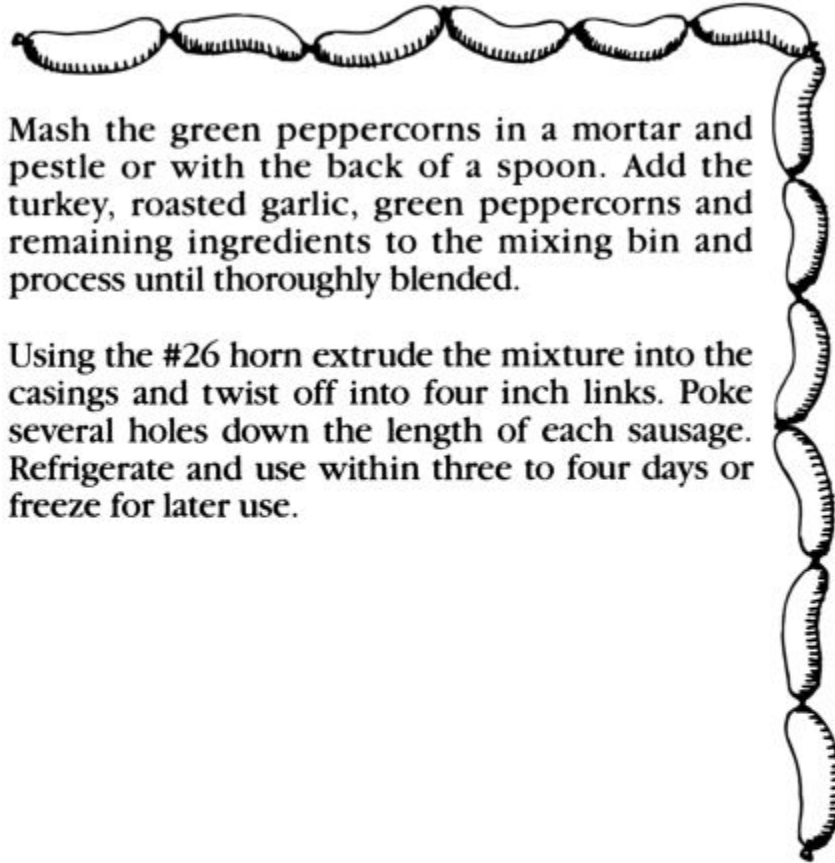 Mash the green peppercorns in a mortar and
pestle or with the back of a spoon. Add the
turkey, roasted garlic, green peppercorns and
remaining ingredients to the mixing bin and
process until thoroughly blended.
Using the #26 horn extrude the mixture into the
casings and twist off into four inch links. Poke
several holes down the length of each sausage.
Refrigerate and use within three to four days or
freeze for later use.